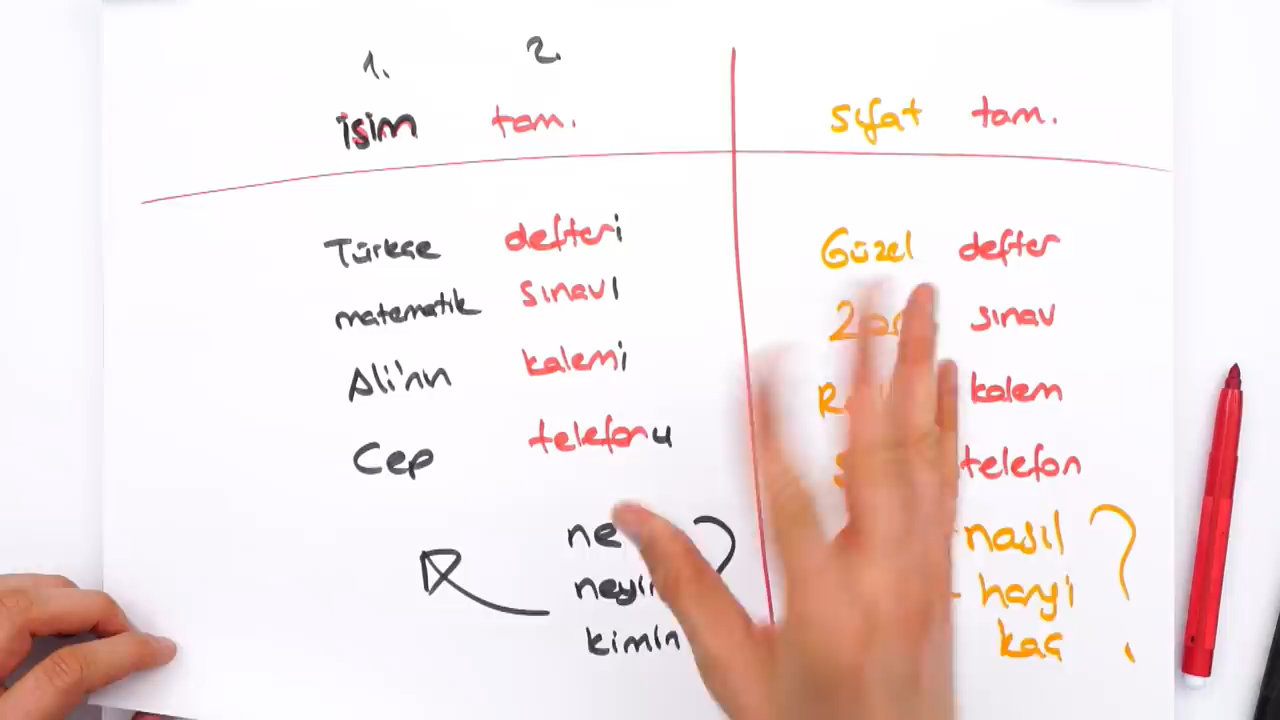 1. 2.
isim tam.
Türkçe defteri
matematik sınavı
Ali'nin kalemi
Cep telefonu
ne
kimin
?
sıfat tam.
Güzel defter
sınav
kalem
telefon
nasıl
hangi
kaç
?